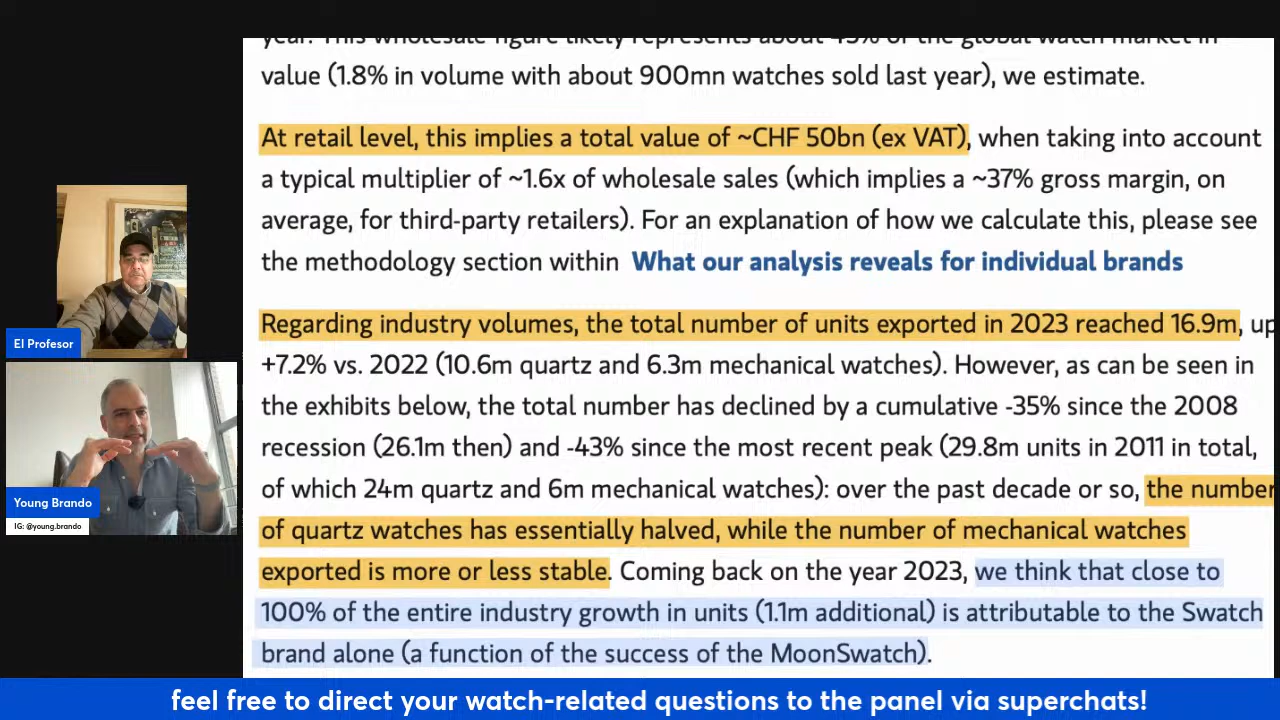 value (1.8% in volume with about 900mn watches sold last year), we estimate.
At retail level, this implies a total value of ~CHF 50bn (ex VAT), when taking into account
a typical multiplier of ~1.6x of wholesale sales (which implies a ~37% gross margin, on
average, for third-party retailers). For an explanation of how we calculate this, please see
the methodology section within What our analysis reveals for individual brands
Regarding industry volumes, the total number of units exported in 2023 reached 16.9m, up
+7.2% vs. 2022 (10.6m quartz and 6.3m mechanical watches). However, as can be seen in
the exhibits below, the total number has declined by a cumulative -35% since the 2008
recession (26.1m then) and -43% since the most recent peak (29.8m units in 2011 in total,
of which 24m quartz and 6m mechanical watches): over the past decade or so, the number
of quartz watches has essentially halved, while the number of mechanical watches
exported is more or less stable. Coming back on the year 2023, we think that close to
100% of the entire industry growth in units (1.1m additional) is attributable to the Swatch
brand alone (a function of the success of the MoonSwatch).
El Profesor
Young Brando
IG: @young.brando
feel free to direct your watch-related questions to the panel via superchats!